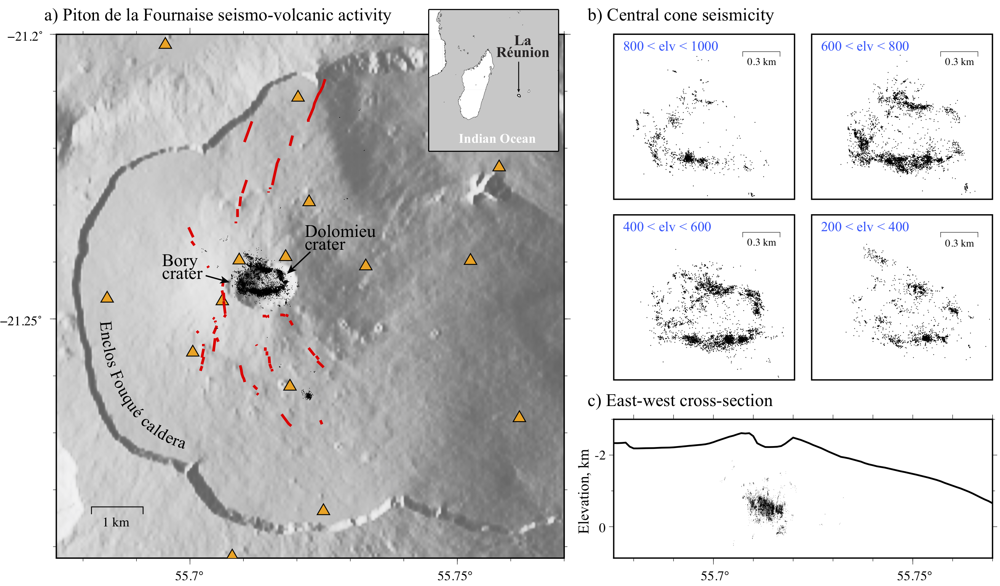 a) Piton de la Fournaise seismo-volcanic activity
−21.2°
−21.25°
55.7°
55.75°
La
Réunion
Indian Ocean
Dolomieu
crater
Bory
crater
Enclos Fouqué caldera
1 km
b) Central cone seismicity
800 < elv < 1000
0.3 km
600 < elv < 800
0.3 km
400 < elv < 600
0.3 km
200 < elv < 400
0.3 km
c) East-west cross-section
Elevation, km
-2
0
55.7°
55.75°